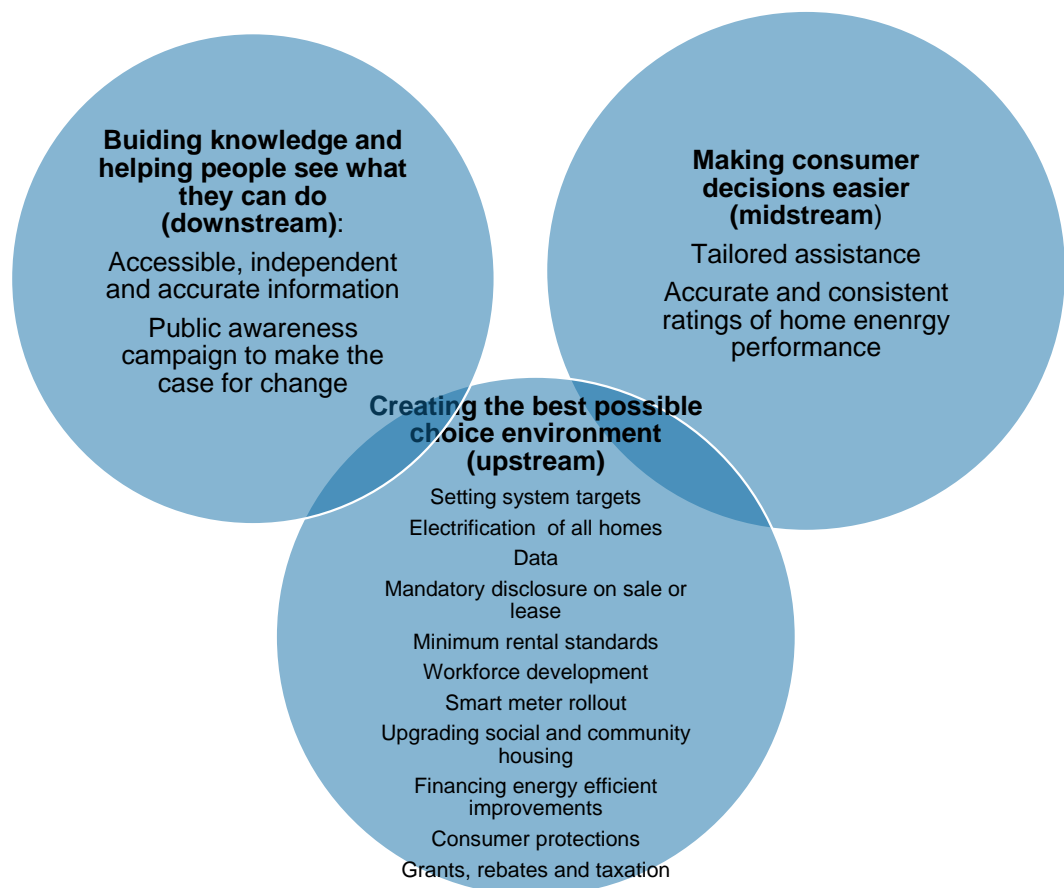 Buiding knowledge and
helping people see what
they can do
(downstream):
Accessible, independent
and accurate information
Public awareness
campaign to make the
case for change
Making consumer
decisions easier
(midstream)
Tailored assistance
Accurate and consistent
ratings of home enenrgy
performance
Creating the best possible
choice environment
(upstream)
Setting system targets
Electrification of all homes
Data
Mandatory disclosure on sale or
lease
Minimum rental standards
Workforce development
Smart meter rollout
Upgrading social and community
housing
Financing energy efficient
improvements
Consumer protections
Grants, rebates and taxation